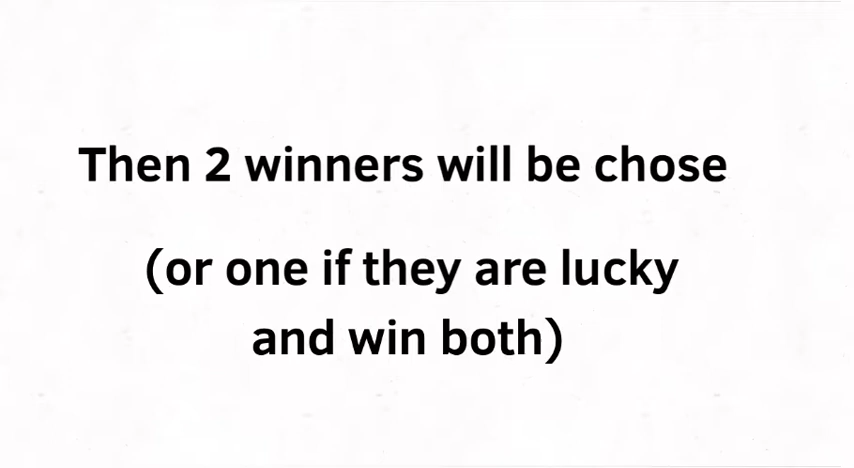 Then 2 winners will be chose
(or one if they are lucky
and win both)